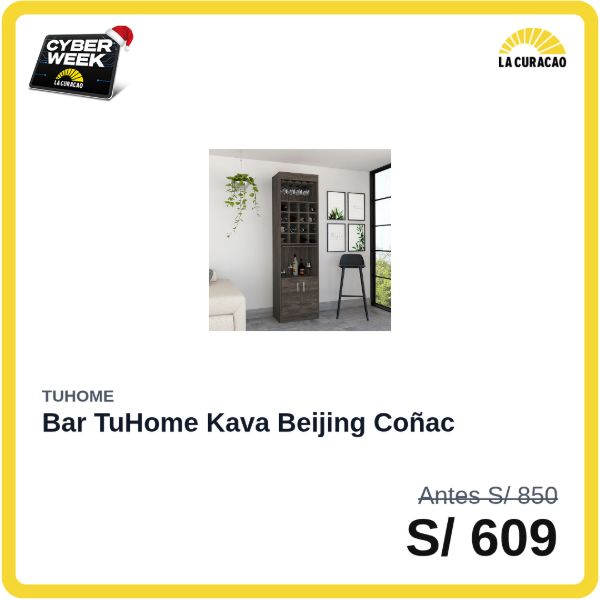 CYBER
WEEK
LA CURACAO
LA CURACAO
TUHOME
Bar TuHome Kava Beijing Coñac
Antes S/ 850
S/ 609